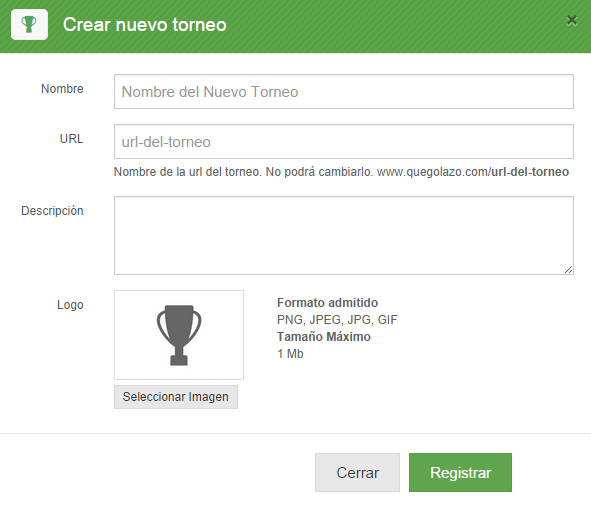 Crear nuevo torneo
×
Nombre
Nombre del Nuevo Torneo
URL
url-del-torneo
Nombre de la url del torneo. No podrá cambiarlo. www.quegolazo.com/url-del-torneo
Descripción
Logo
Formato admitido
PNG, JPEG, JPG, GIF
Tamaño Máximo
1 Mb
Seleccionar Imagen
Cerrar
Registrar